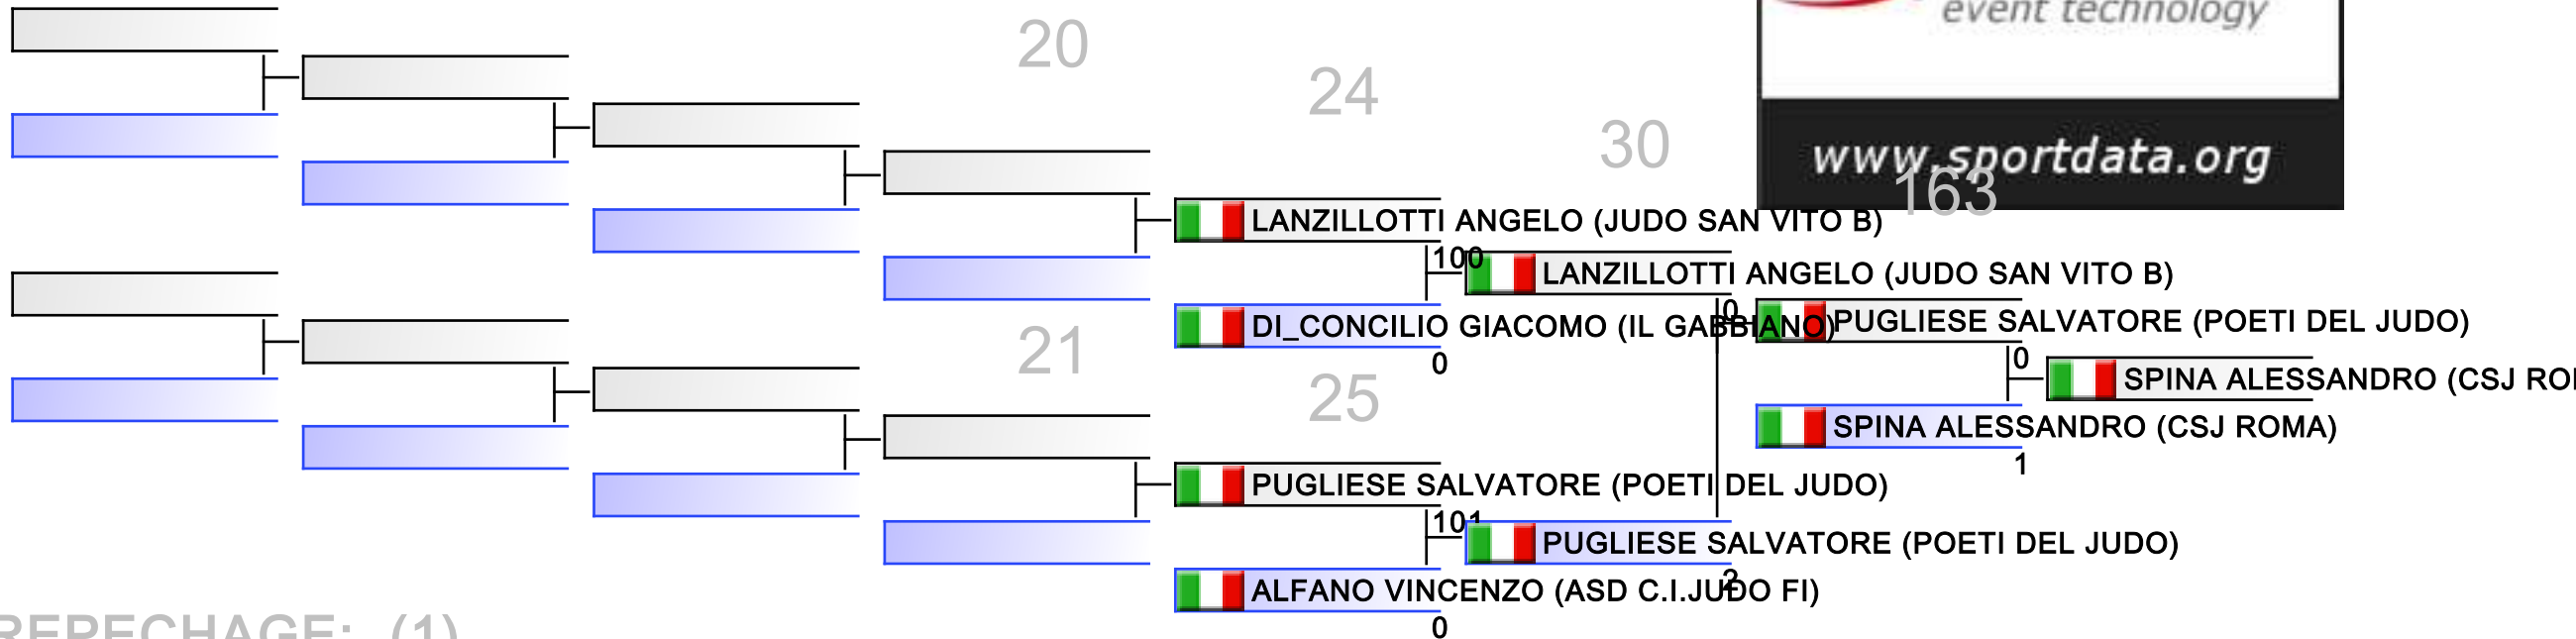 event technology
20
24
30
www.sportdata.org
163
LANZILLOTTI ANGELO (JUDO SAN VITO B)
100
LANZILLOTTI ANGELO (JUDO SAN VITO B)
0
DI_CONCILIO GIACOMO (IL GABBIANO)
0
PUGLIESE SALVATORE (POETI DEL JUDO)
0
SPINA ALESSANDRO (CSJ
SPINA ALESSANDRO (CSJ ROMA)
1
21
25
PUGLIESE SALVATORE (POETI DEL JUDO)
101
PUGLIESE SALVATORE (POETI DEL JUDO)
2
ALFANO VINCENZO (ASD C.I.JUDO FI)
0
REPECHAGE: (1)